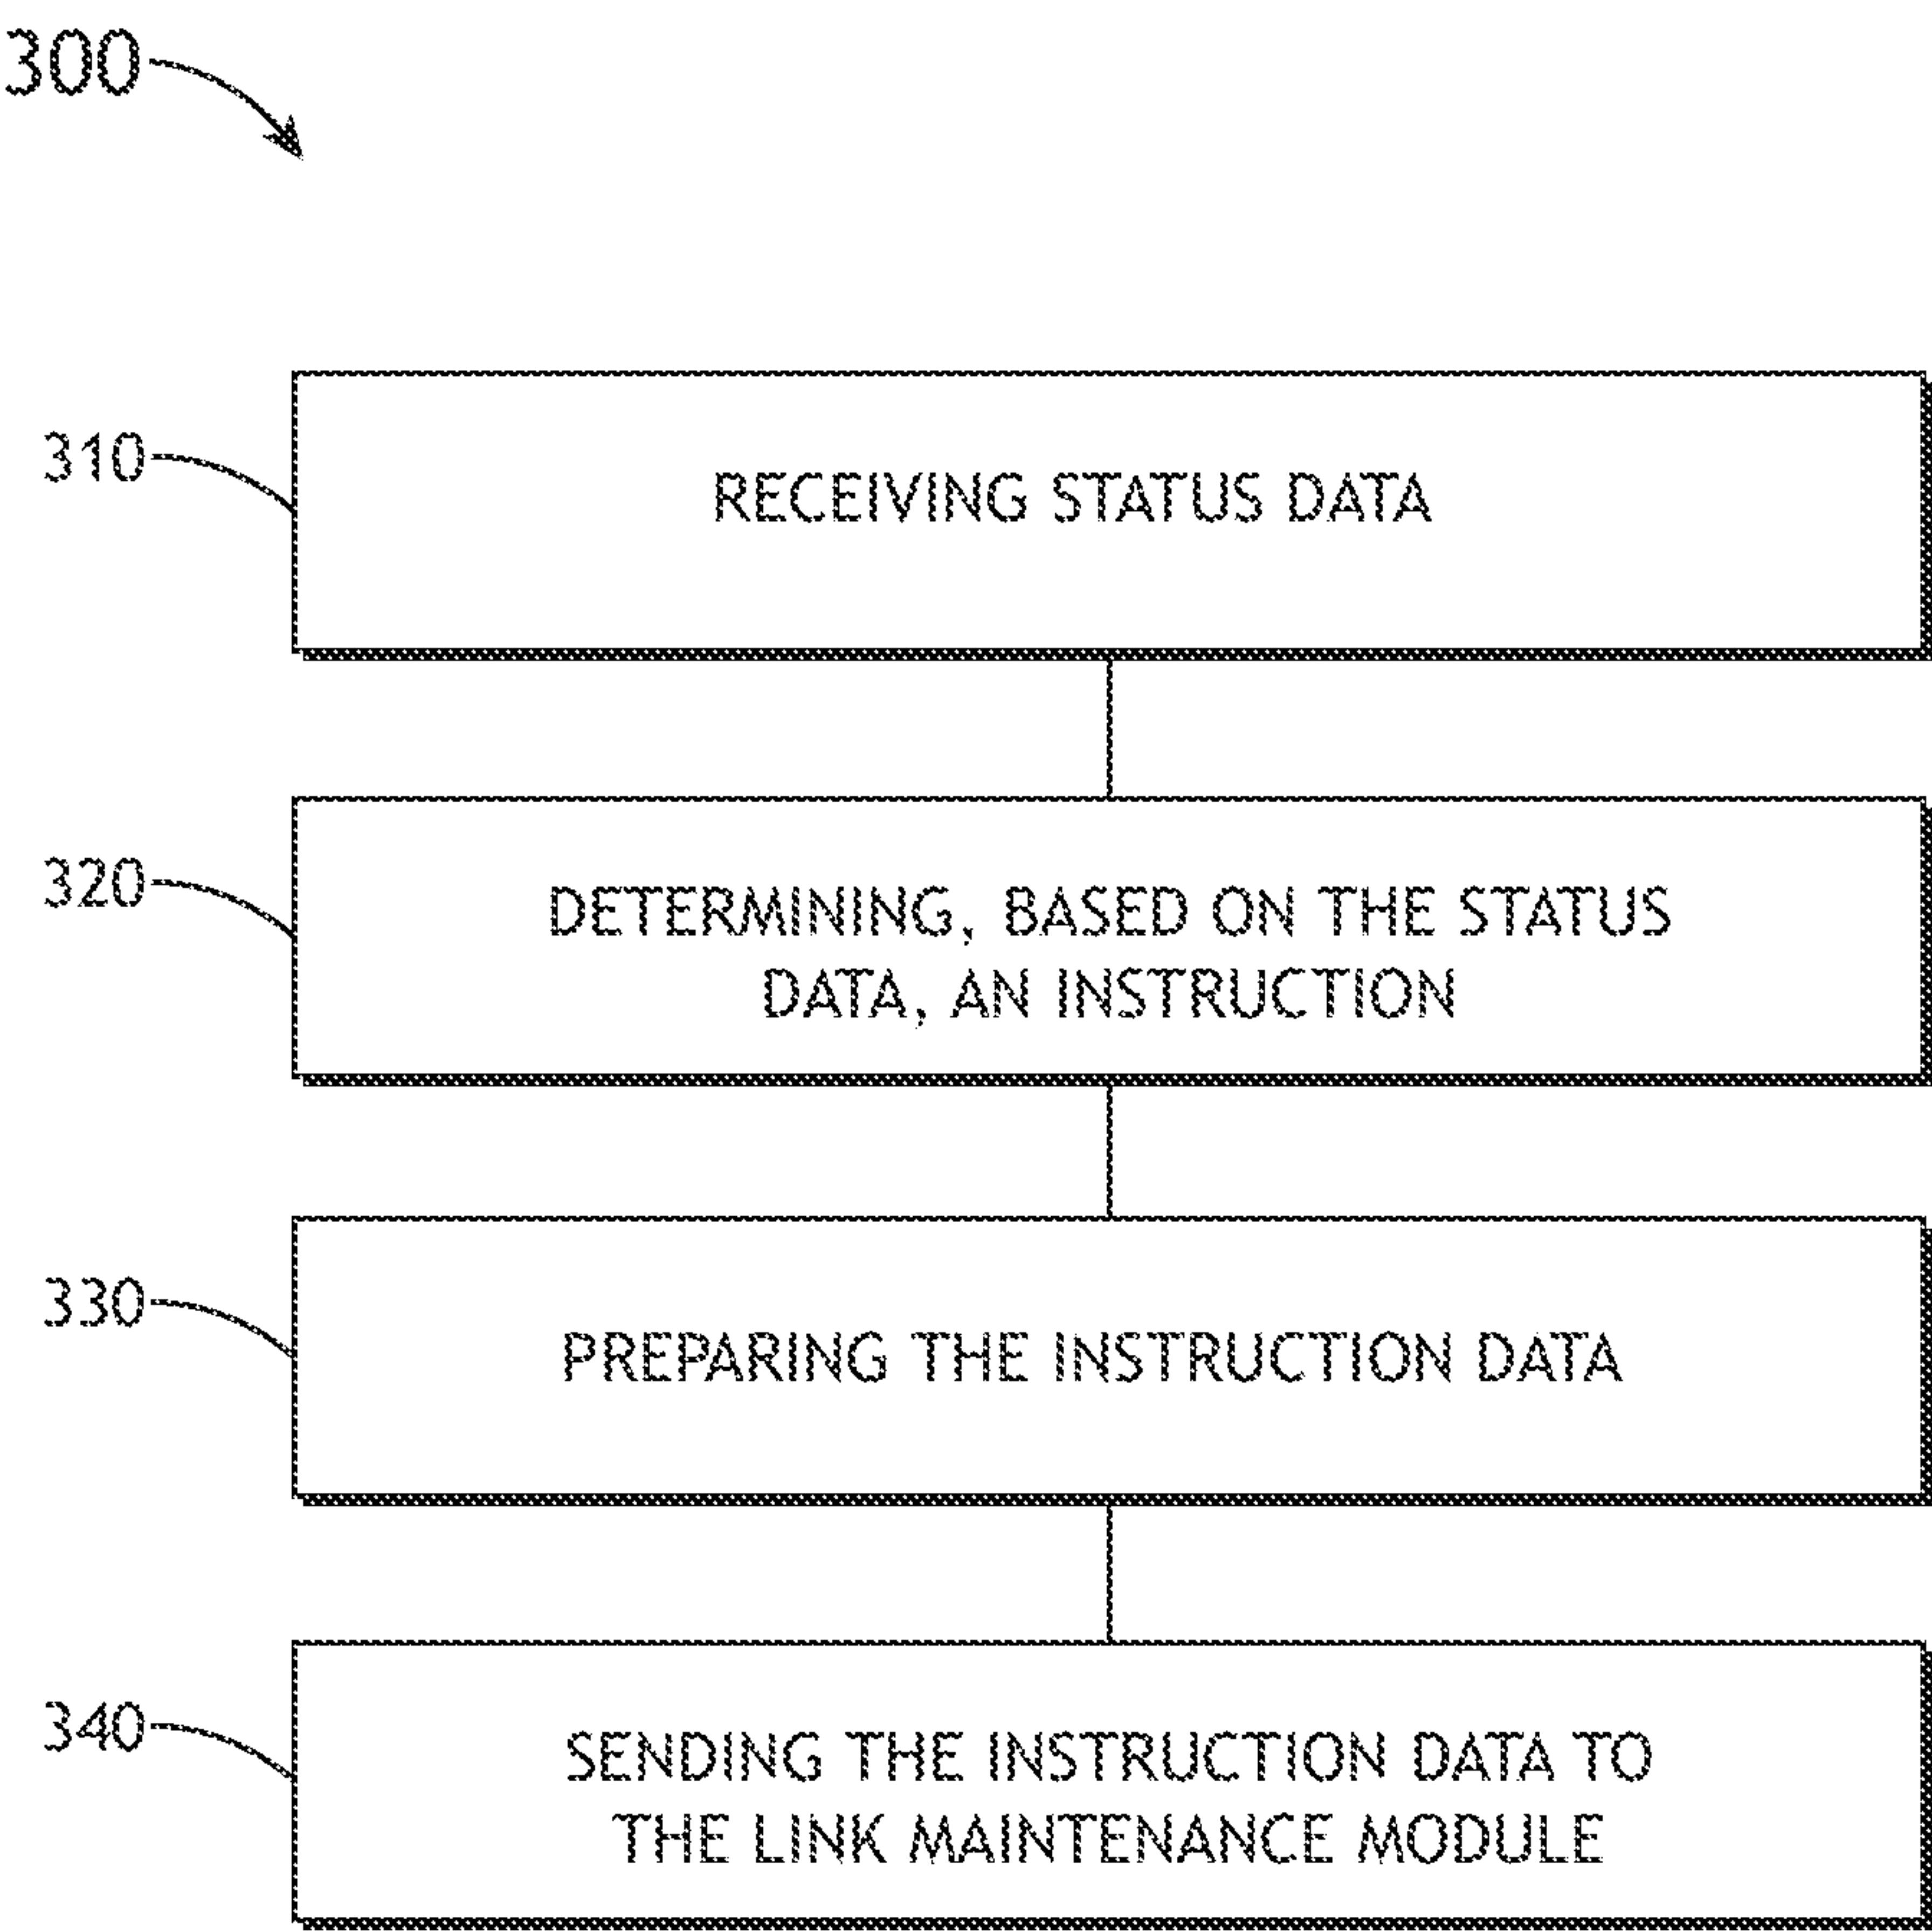 300
310
RECEIVING STATUS DATA
320
DETERMINING, BASED ON THE STATUS
DATA, AN INSTRUCTION
330
PREPARING THE INSTRUCTION DATA
340
SENDING THE INSTRUCTION DATA TO
THE LINK MAINTENANCE MODULE